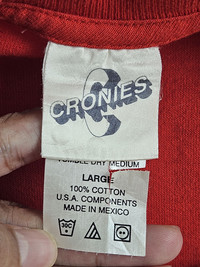 CRONIES
TUMBLE DRY MEDIUM
LARGE
100% COTTON
U.S.A. COMPONENTS
MADE IN MEXICO